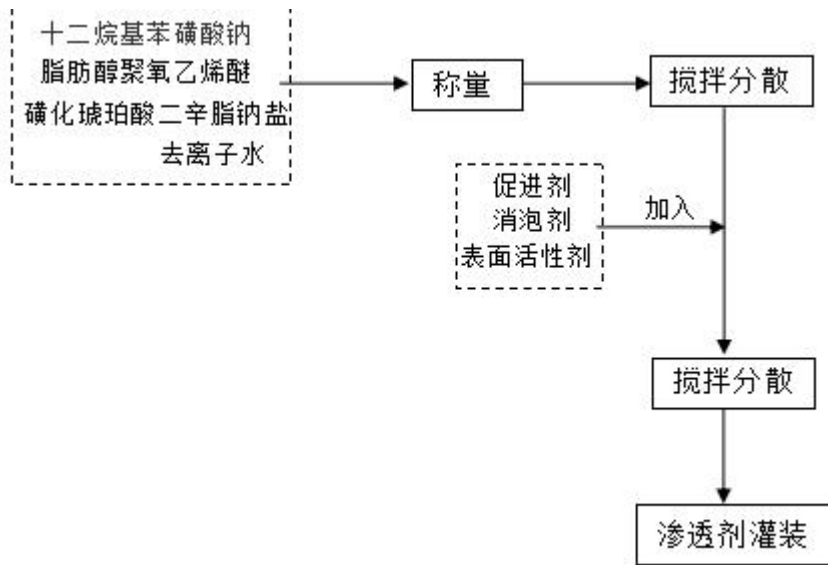 十二烷基苯磺酸钠
脂肪醇聚氧乙烯醚
磺化琥珀酸二辛脂钠盐
去离子水
称量
搅拌分散
促进剂
消泡剂
表面活性剂
加入
搅拌分散
渗透剂灌装